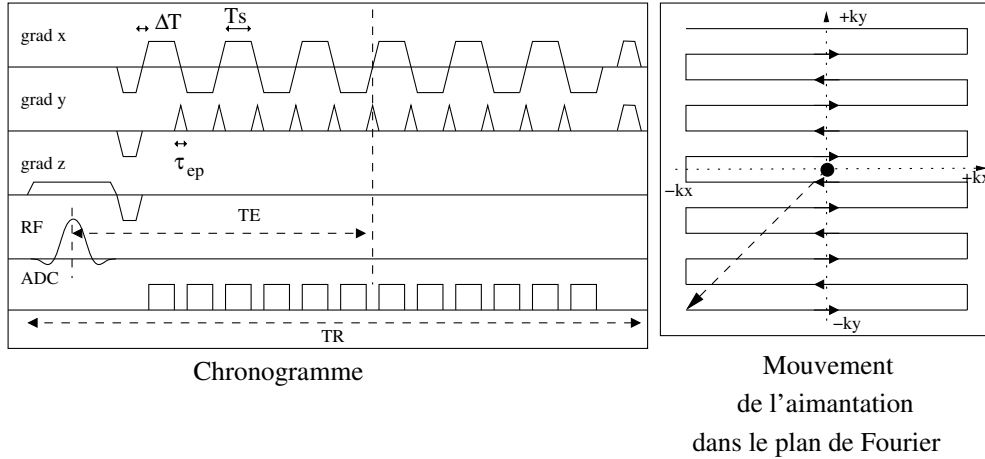 ΔT
Ts
grad x
grad y
τep
grad z
TE
RF
ADC
TR
Chronogramme
+ky
−kx
+kx
−ky
Mouvement
de l'aimantation
dans le plan de Fourier